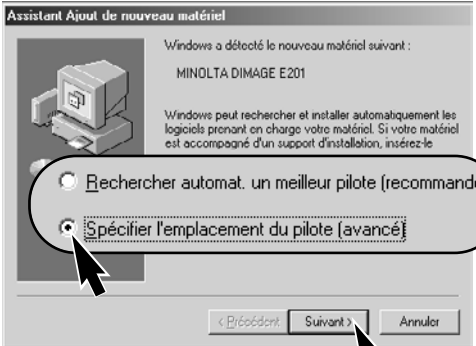 Assistant Ajout de nouveau matériel
Windows a détecté le nouveau matériel suivant :
MINOLTA DIMAGE E201
Windows peut rechercher et installer automatiquement les
logiciels prenant en charge votre matériel. Si votre matériel
est accompagné d'un support d'installation, insérez-le
Rechercher automat. un meilleur pilote (recommandé
Spécifier l'emplacement du pilote (avancé)
< Précédent Suivant > Annuler